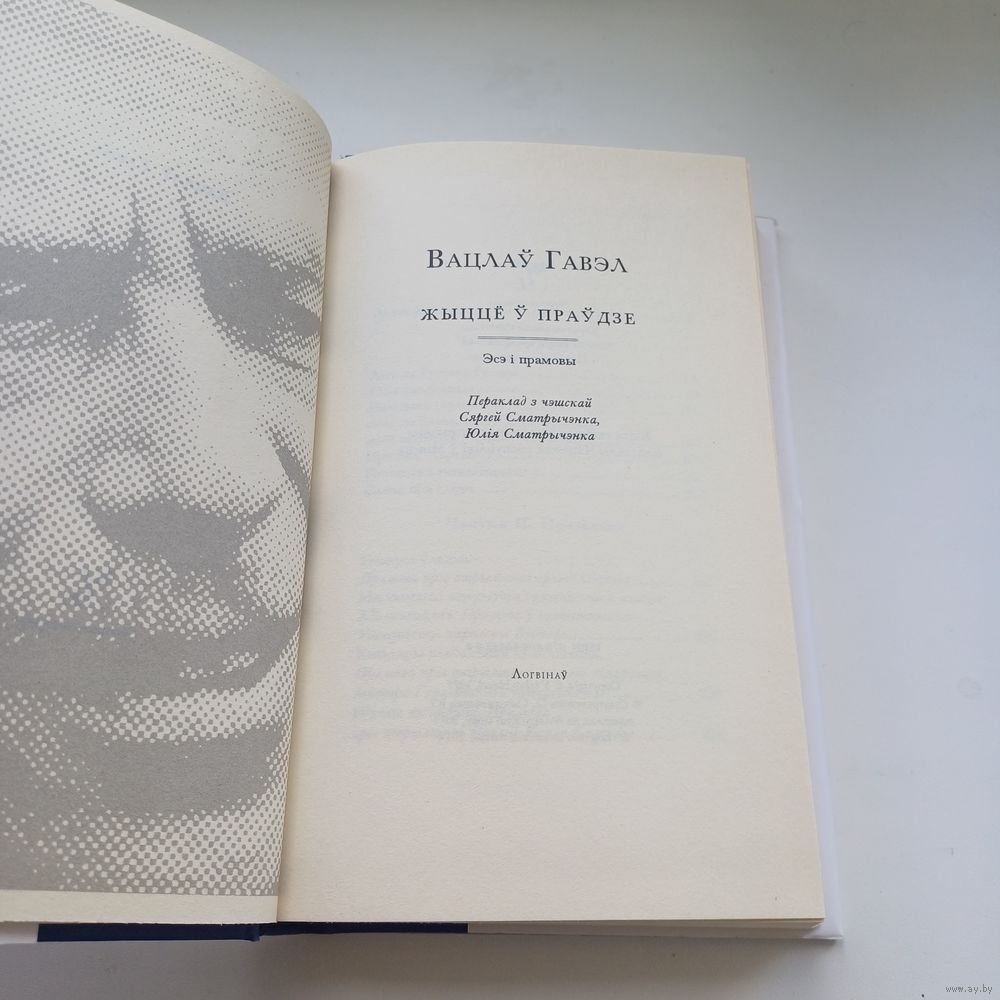 Вацлаў Гавэл
ЖЫЦЦЁ Ў ПРАЎДЗЕ
Эсэ і прамовы
Пераклад з чэшскай
Сяргей Сматрычэнка,
Юлія Сматрычэнка
Логвінаў
www.ay.by